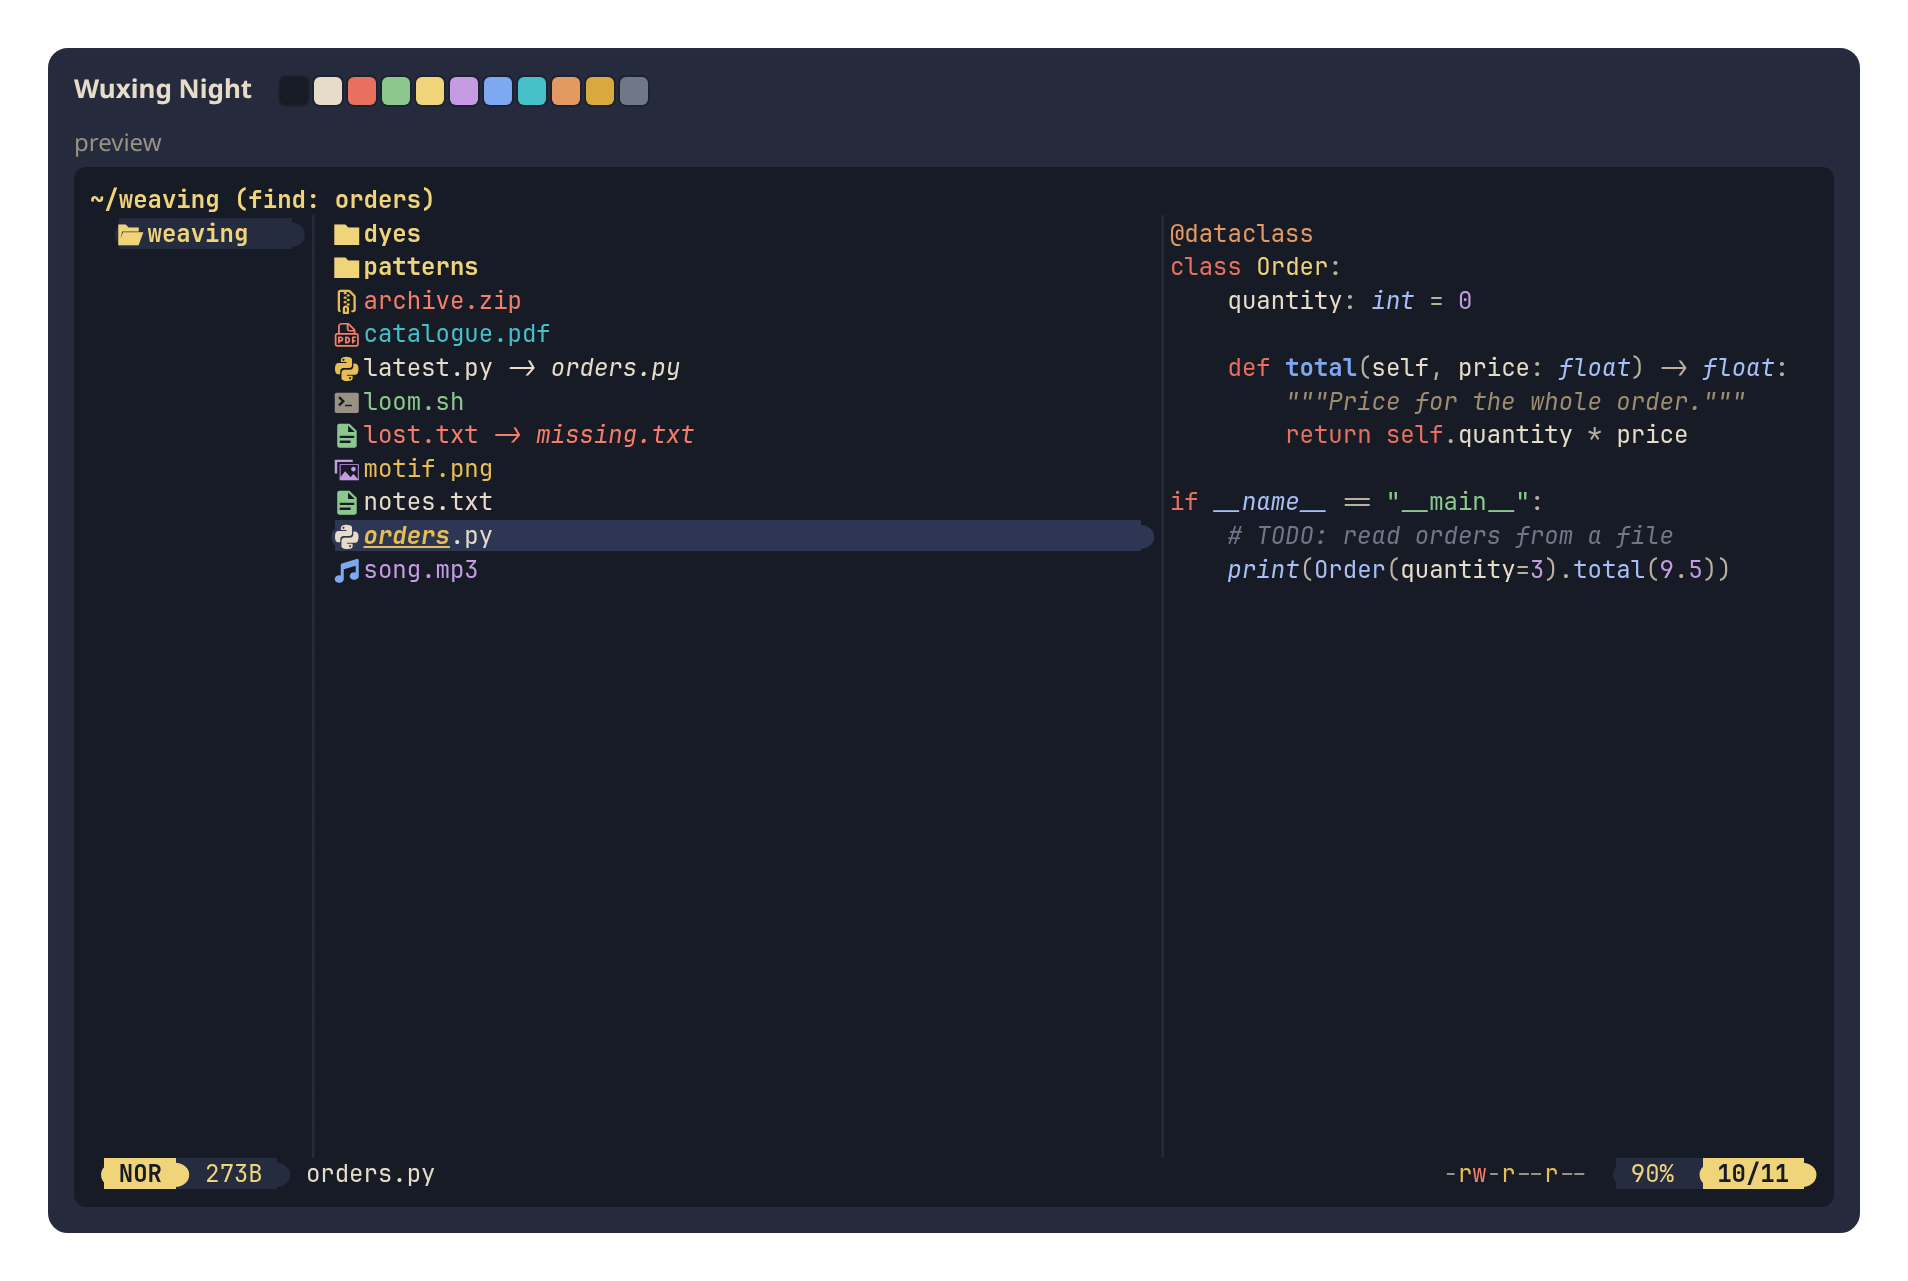 Wuxing Night
preview
~/weaving (find: orders)
weaving
dyes
patterns
archive.zip
catalogue.pdf
latest.py -> orders.py
loom.sh
lost.txt -> missing.txt
motif.png
notes.txt
orders.py
song.mp3
@dataclass
class Order:
    quantity: int = 0
    def total(self, price: float) -> float:
        """Price for the whole order."""
        return self.quantity * price
if __name__ == "__main__":
    # TODO: read orders from a file
    print(Order(quantity=3).total(9.5))
NOR 273B orders.py -rw-r--r-- 90% 10/11